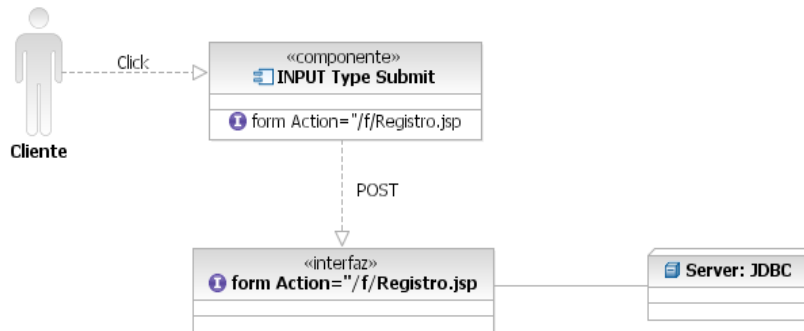 Click
«componente»
INPUT Type Submit
form Action="/f/Registro.jsp
Cliente
POST
«interfaz»
form Action="/f/Registro.jsp
Server: JDBC